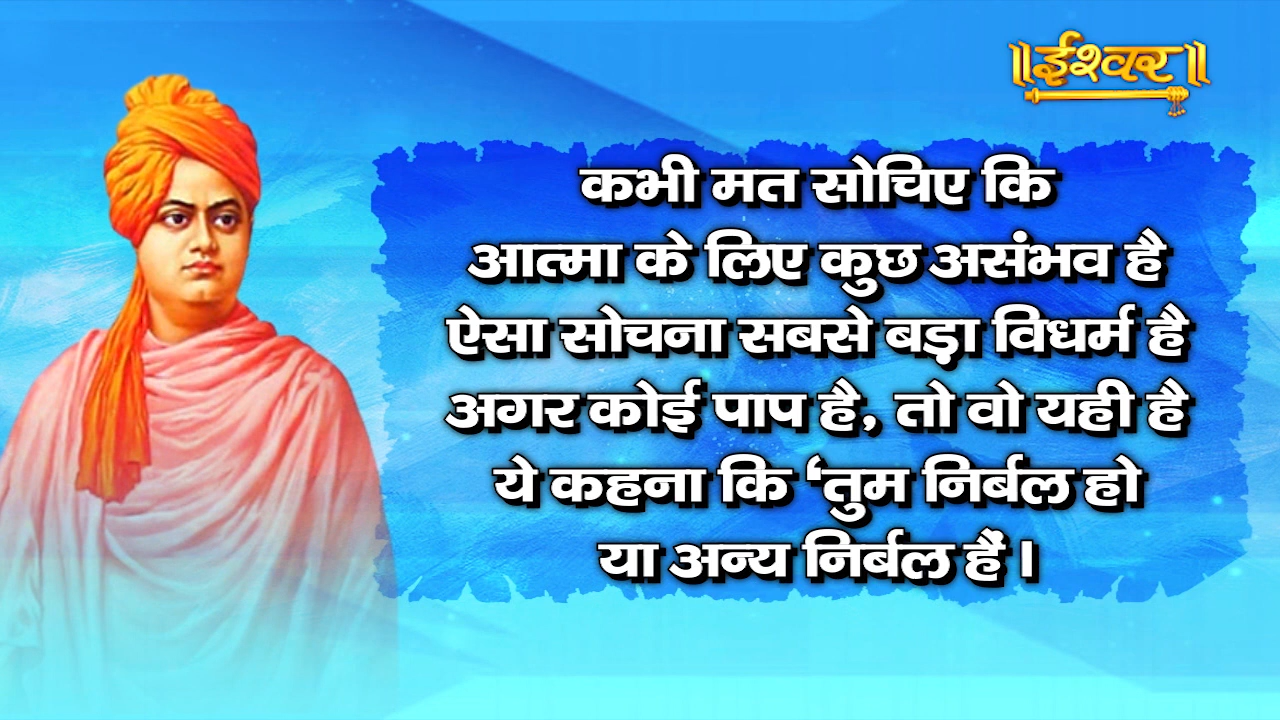 ॥ईश्वर॥
कभी मत सोचिए कि
आत्मा के लिए कुछ असंभव है
ऐसा सोचना सबसे बड़ा विधर्म है
अगर कोई पाप है, तो वो यही है
ये कहना कि ‘तुम निर्बल हो
या अन्य निर्बल हैं।